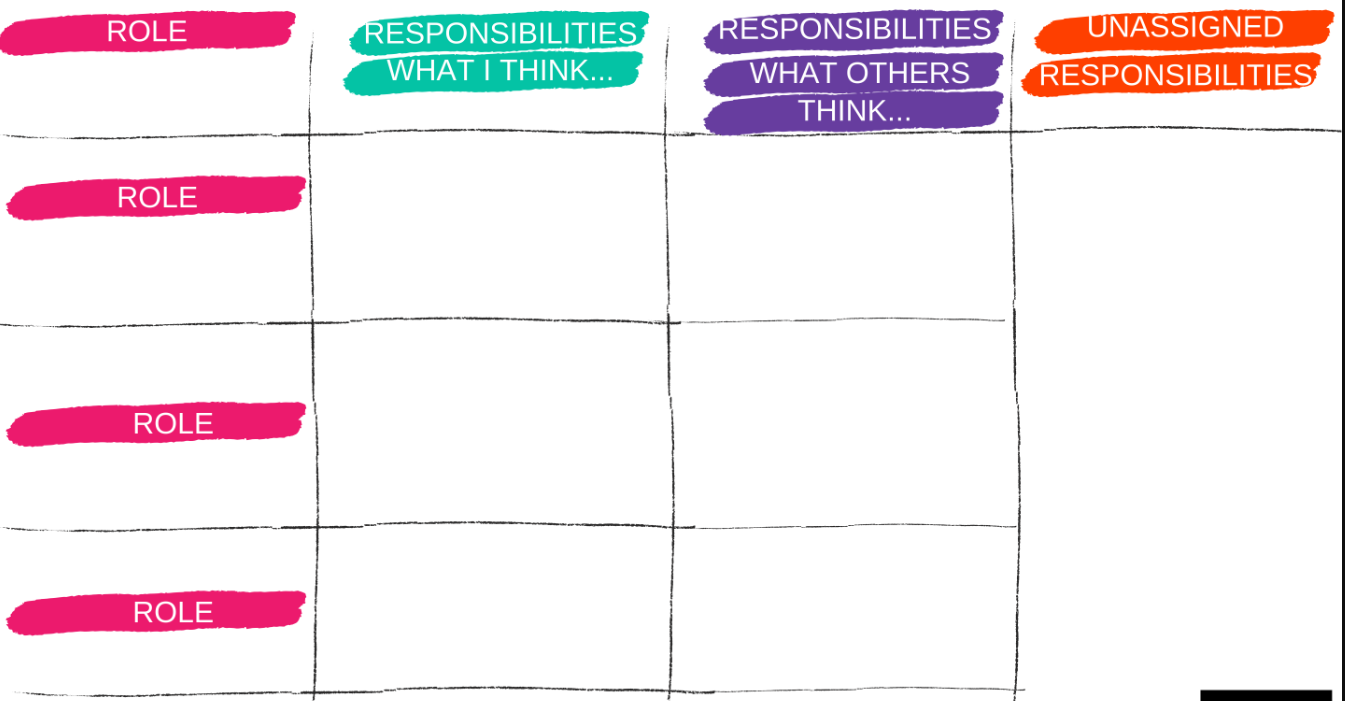 ROLE
RESPONSIBILITIES
WHAT I THINK...
RESPONSIBILITIES
WHAT OTHERS
THINK...
UNASSIGNED
RESPONSIBILITIES
ROLE
ROLE
ROLE